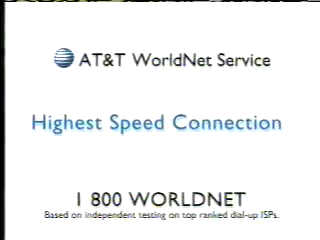 AT&T WorldNet Service
Highest Speed Connection
1 800 WORLDNET
Based on independent testing on top ranked dial-up ISPs.